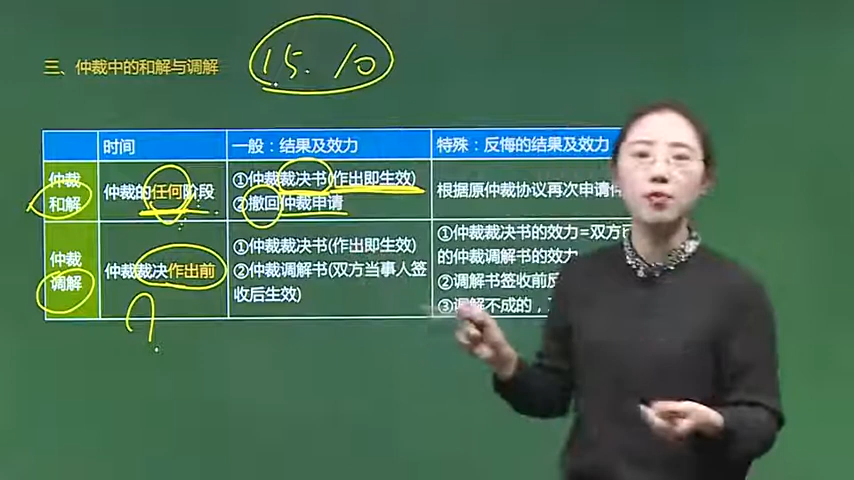 三、仲裁中的和解与调解
15. 10
时间
一般：结果及效力
特殊：反悔的结果及效力
仲裁
和解
仲裁的任何阶段
①仲裁裁决书(作出即生效)
②撤回仲裁申请
根据原仲裁协议再次申请
仲裁
调解
仲裁裁决作出前
①仲裁裁决书(作出即生效)
②仲裁调解书(双方当事人签
收后生效)
①仲裁裁决书的效力=双方
的仲裁调解书的效力
②调解书签收前
③调解不成的，
?